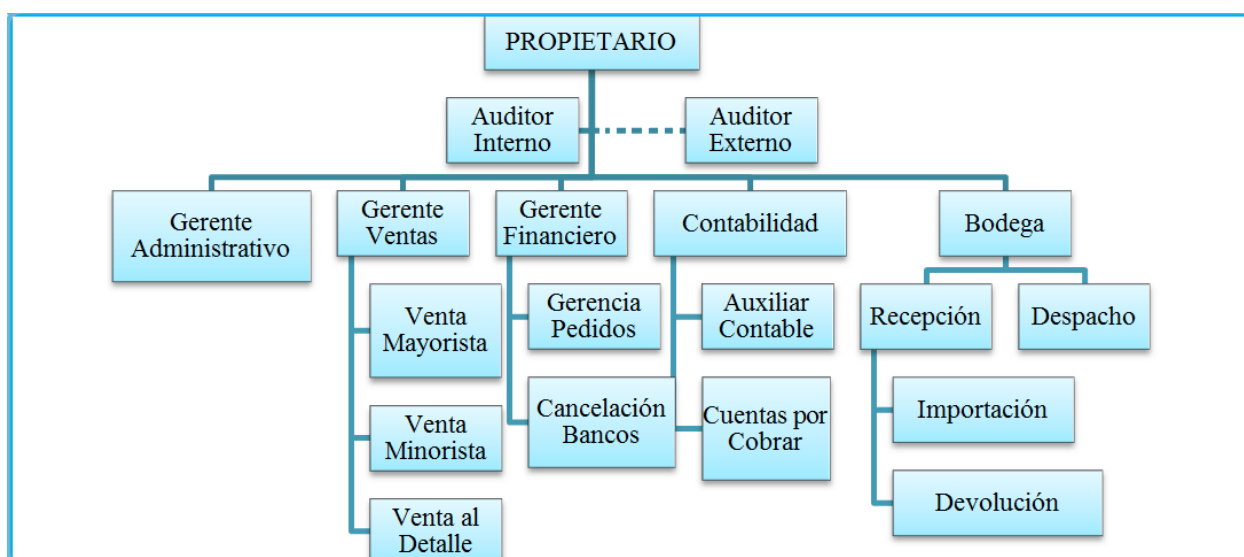 PROPIETARIO
Auditor
Interno
Auditor
Externo
Gerente
Administrativo
Gerente
Ventas
Gerente
Financiero
Contabilidad
Bodega
Venta
Mayorista
Venta
Minorista
Venta al
Detalle
Gerencia
Pedidos
Cancelación
Bancos
Auxiliar
Contable
Cuentas por
Cobrar
Recepción
Despacho
Importación
Devolución